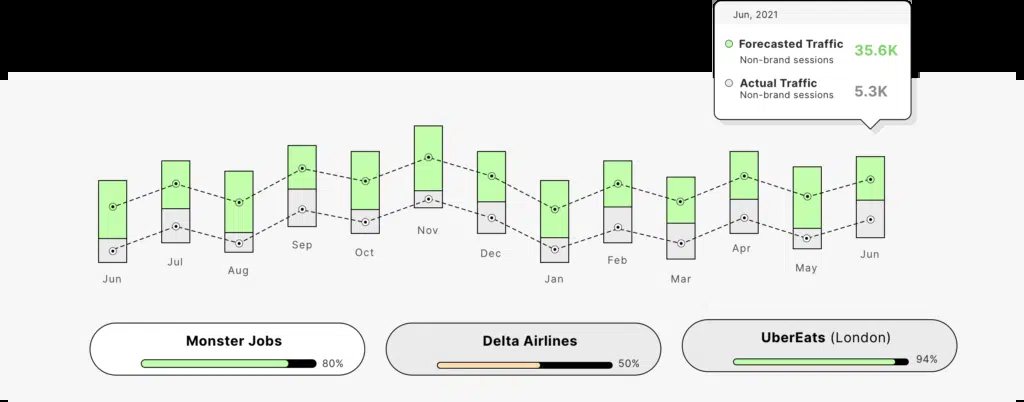 Jun, 2021
Forecasted Traffic
35.6K
Non-brand sessions
Actual Traffic
5.3K
Non-brand sessions
Jun
Jul
Aug
Sep
Oct
Nov
Dec
Jan
Feb
Mar
Apr
May
Jun
Monster Jobs
80%
Delta Airlines
50%
UberEats (London)
94%